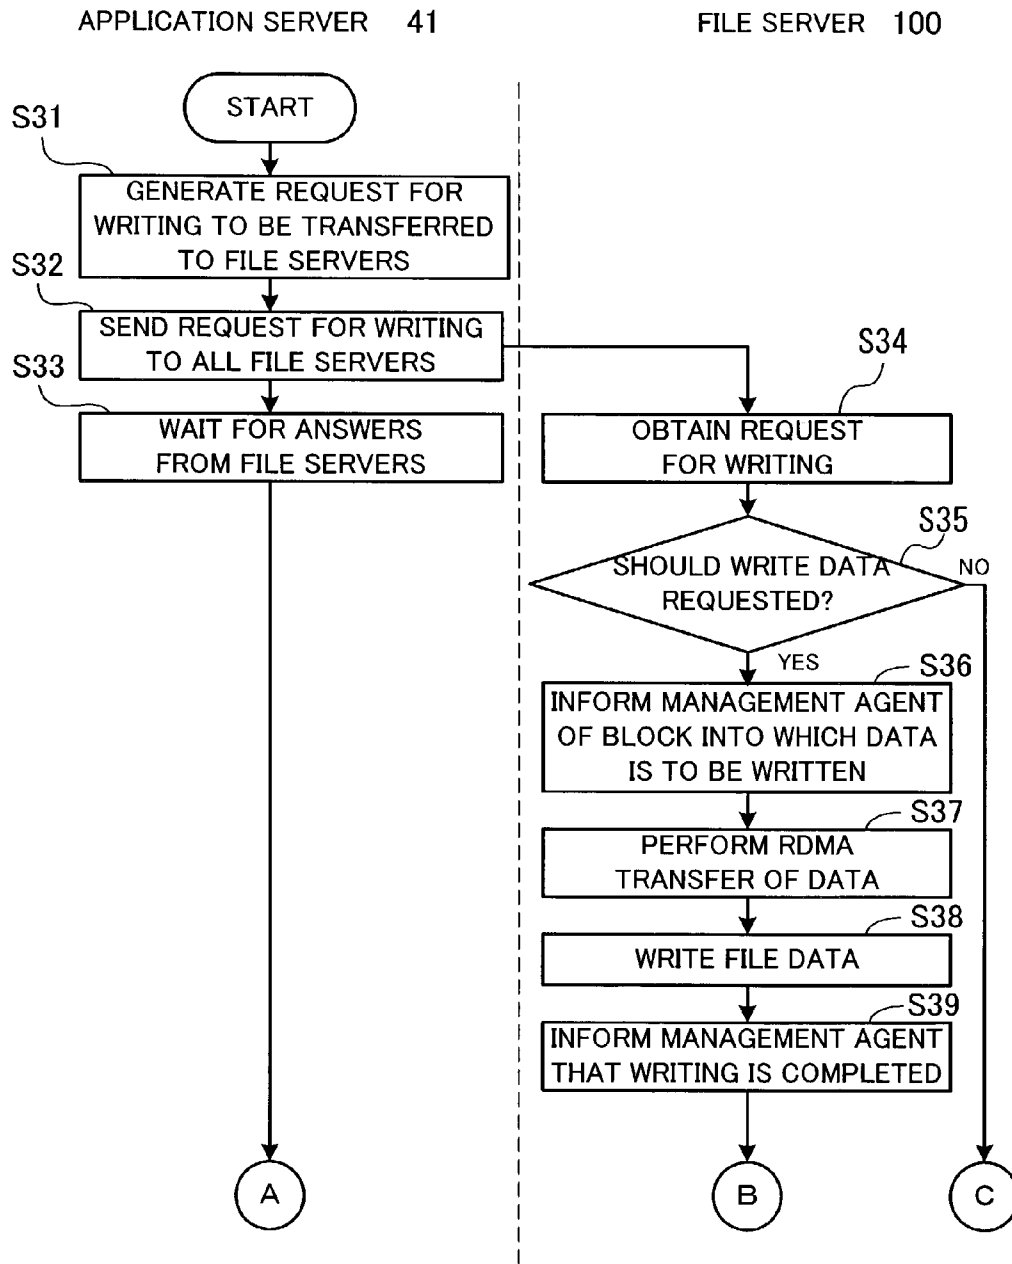 APPLICATION SERVER 41
FILE SERVER 100
START
S31
GENERATE REQUEST FOR
WRITING TO BE TRANSFERRED
TO FILE SERVERS
S32
SEND REQUEST FOR WRITING
TO ALL FILE SERVERS
S33
WAIT FOR ANSWERS
FROM FILE SERVERS
S34
OBTAIN REQUEST
FOR WRITING
S35
SHOULD WRITE DATA
REQUESTED?
NO
YES
S36
INFORM MANAGEMENT AGENT
OF BLOCK INTO WHICH DATA
IS TO BE WRITTEN
S37
PERFORM RDMA
TRANSFER OF DATA
S38
WRITE FILE DATA
S39
INFORM MANAGEMENT AGENT
THAT WRITING IS COMPLETED
A
B
C